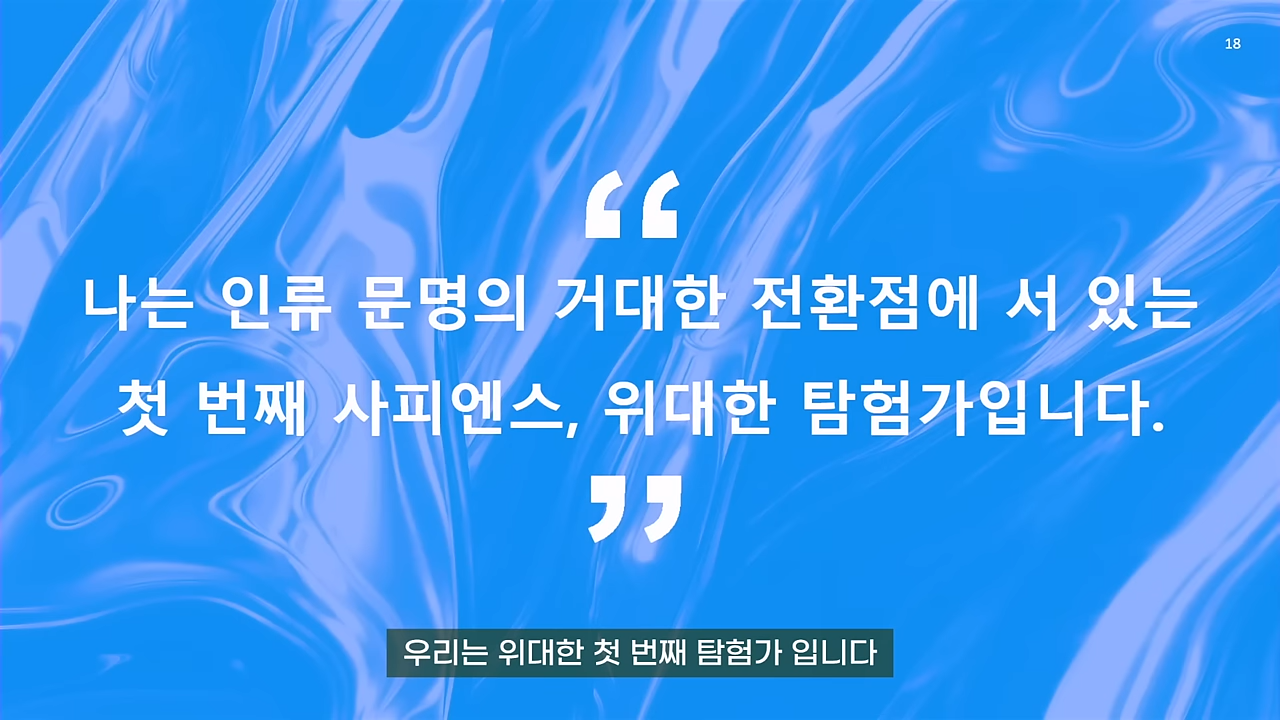 18
“
나는 인류 문명의 거대한 전환점에 서 있는
첫 번째 사피엔스, 위대한 탐험가입니다.
”
우리는 위대한 첫 번째 탐험가 입니다